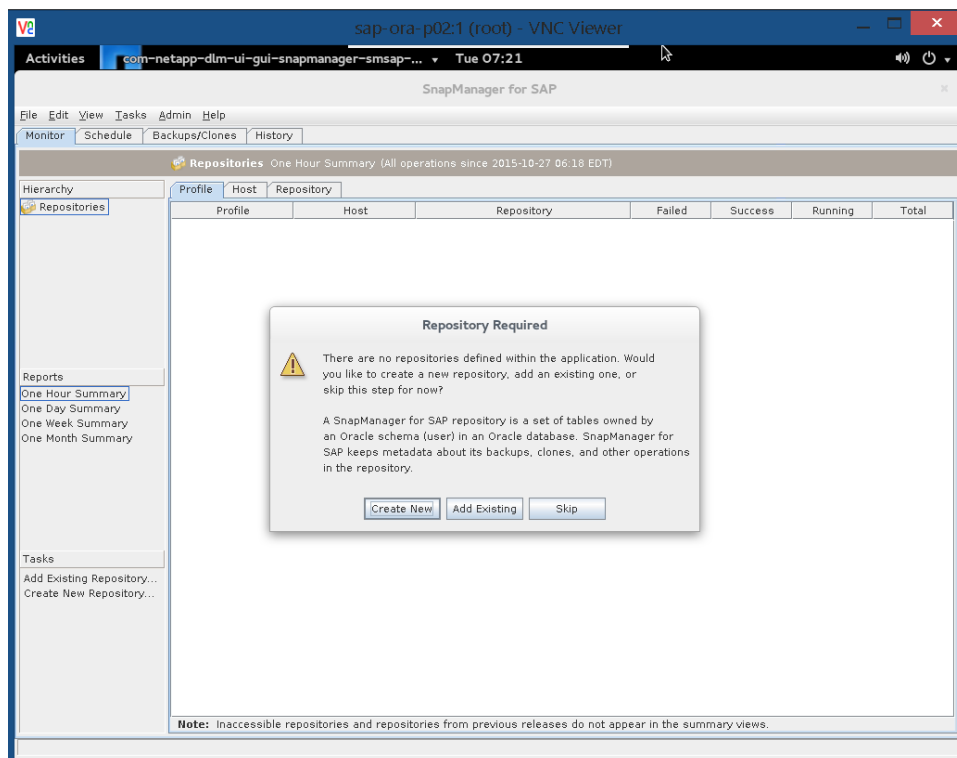 V2 sap-ora-p02:1 (root) - VNC Viewer
Activities com-netapp-dlm-ui-gui-snapmanager-smsap-... Tue 07:21
SnapManager for SAP
File Edit View Tasks Admin Help
Monitor Schedule Backups/Clones History
Repositories One Hour Summary (All operations since 2015-10-27 06:18 EDT)
Hierarchy
Repositories
Profile Host Repository
Profile Host Repository Failed Success Running Total
Repository Required
There are no repositories defined within the application. Would
you like to create a new repository, add an existing one, or
skip this step for now?
A SnapManager for SAP repository is a set of tables owned by
an Oracle schema (user) in an Oracle database. SnapManager for
SAP keeps metadata about its backups, clones, and other operations
in the repository.
Create New Add Existing Skip
Reports
One Hour Summary
One Day Summary
One Week Summary
One Month Summary
Tasks
Add Existing Repository...
Create New Repository...
Note: Inaccessible repositories and repositories from previous releases do not appear in the summary views.